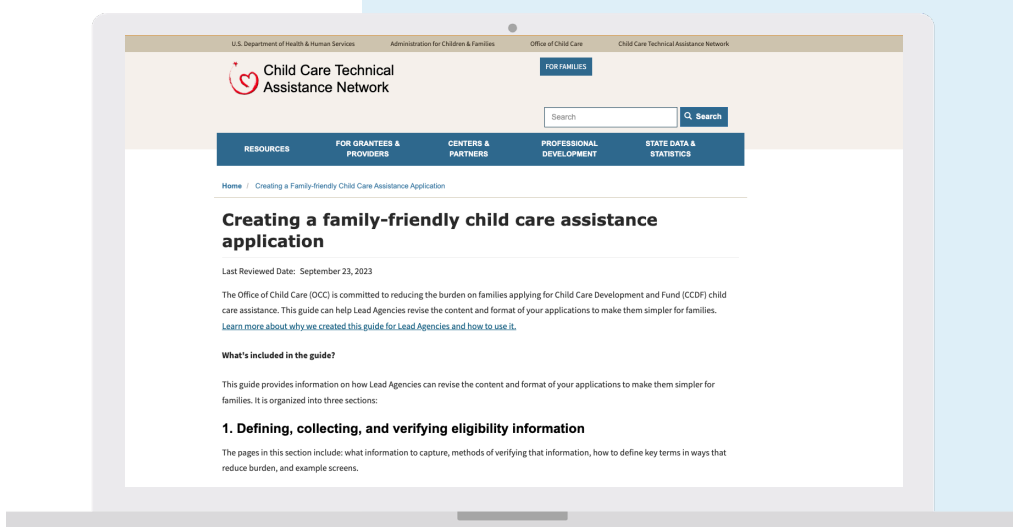 U.S. Department of Health & Human Services Administration for Children & Families Office of Child Care Child Care Technical Assistance Network
Child Care Technical
Assistance Network
FOR FAMILIES
Search Search
RESOURCES
FOR GRANTEES &
PROVIDERS
CENTERS &
PARTNERS
PROFESSIONAL
DEVELOPMENT
STATE DATA &
STATISTICS
Home / Creating a Family-friendly Child Care Assistance Application
Creating a family-friendly child care assistance
application
Last Reviewed Date: September 23, 2023
The Office of Child Care (OCC) is committed to reducing the burden on families applying for Child Care Development and Fund (CCDF) child
care assistance. This guide can help Lead Agencies revise the content and format of your applications to make them simpler for families.
Learn more about why we created this guide for Lead Agencies and how to use it.
What's included in the guide?
This guide provides information on how Lead Agencies can revise the content and format of your applications to make them simpler for
families. It is organized into three sections:
1. Defining, collecting, and verifying eligibility information
The pages in this section include: what information to capture, methods of verifying that information, how to define key terms in ways that
reduce burden, and example screens.